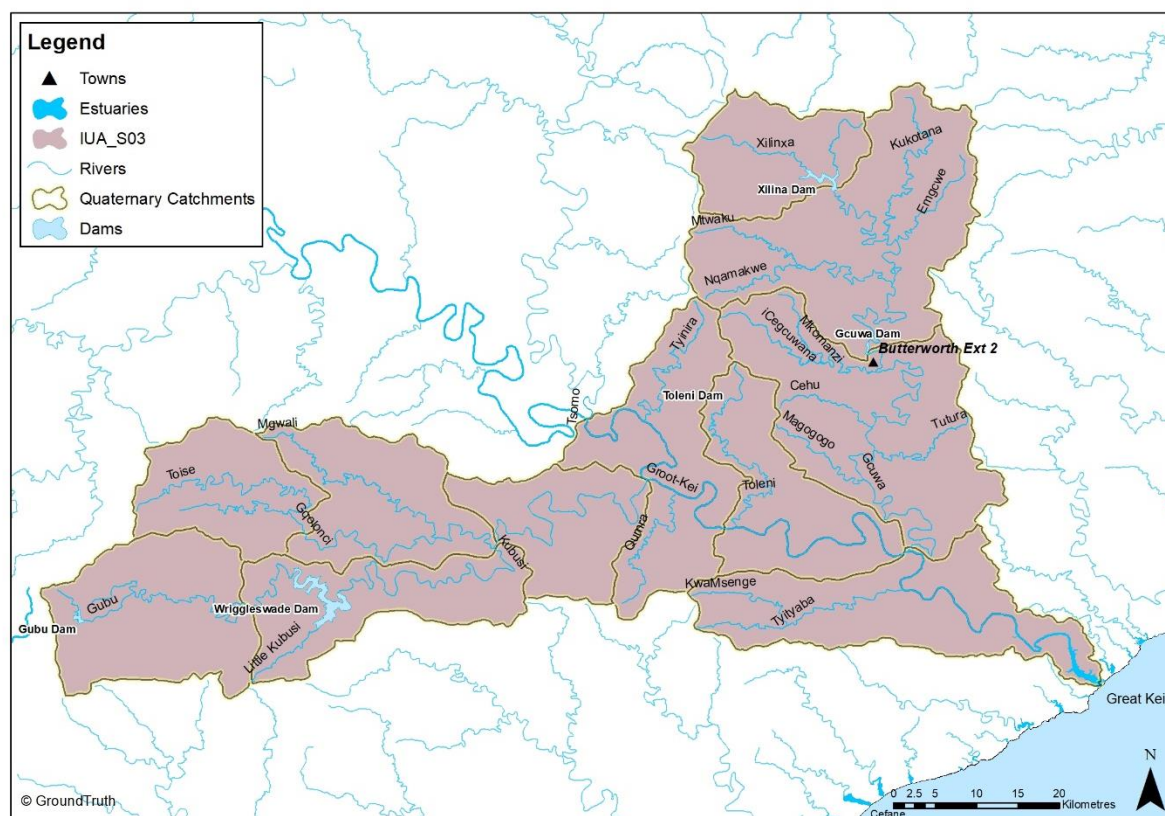 Legend
Towns
Estuaries
IUA_S03
Rivers
Quaternary Catchments
Dams
Xilinxa
Kukotana
Xilina Dam
Emgcwe
Mtwaku
Nqamakwe
Tyinira
iCegcuwana
Mkomanzi
Gcuwa Dam
Butterworth Ext 2
Cehu
Toleni Dam
Tsomo
Magogogo
Tutura
Mgwali
Toise
Groot-Kei
Toleni
Gcuwa
Gqolonci
Qumra
Kubusi
KwaMsenge
Tyityaba
Gubu
Wriggleswade Dam
Gubu Dam
Little Kubusi
Great Kei
N
0 2.5 5 10 15 20
Kilometres
Cefane
© GroundTruth